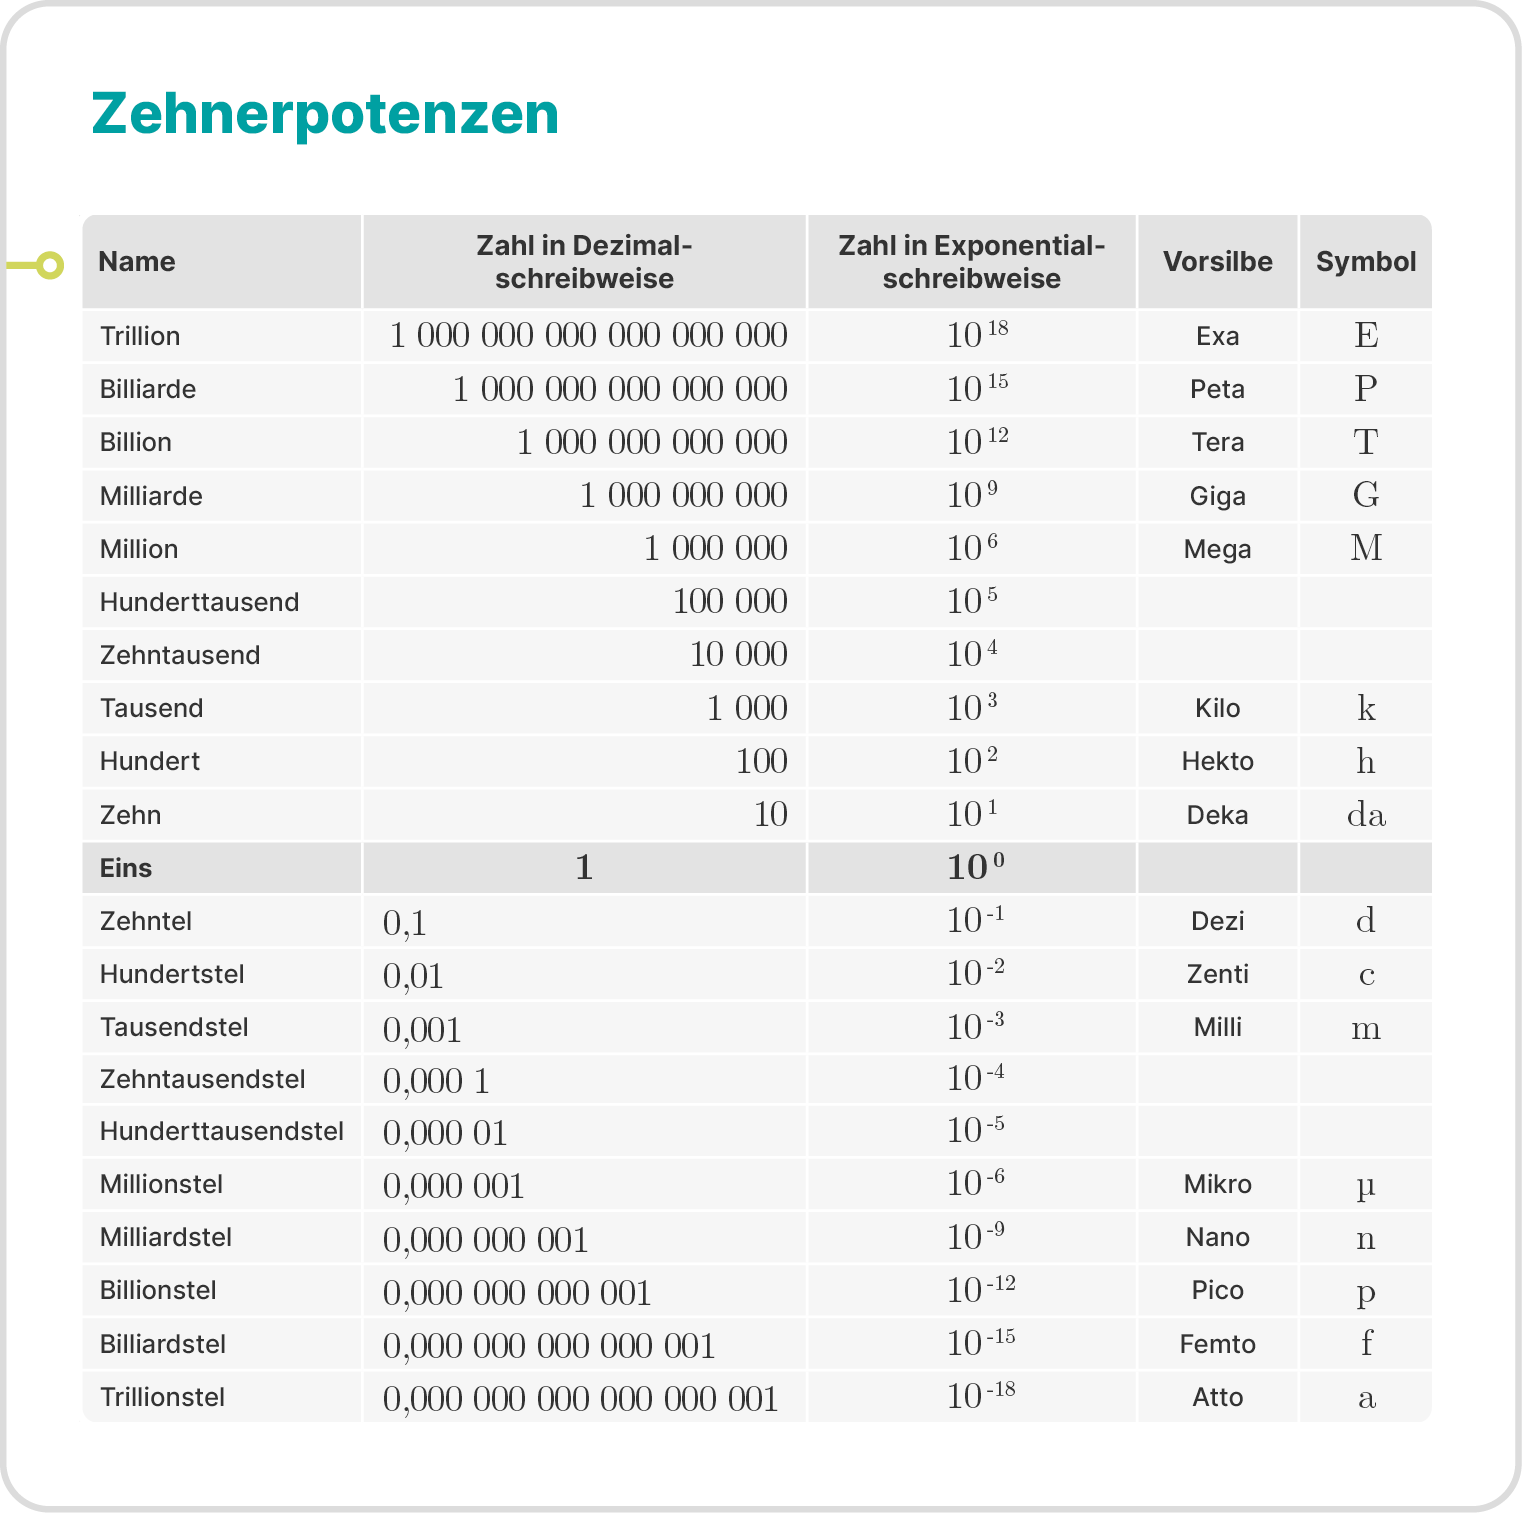 Zehnerpotenzen
Name Zahl in Dezimal- Zahl in Exponential- Vorsilbe Symbol
schreibweise schreibweise
Trillion 1 000 000 000 000 000 000 10^18 Exa E
Billiarde 1 000 000 000 000 000 10^15 Peta P
Billion 1 000 000 000 000 10^12 Tera T
Milliarde 1 000 000 000 10^9 Giga G
Million 1 000 000 10^6 Mega M
Hunderttausend 100 000 10^5
Zehntausend 10 000 10^4
Tausend 1 000 10^3 Kilo k
Hundert 100 10^2 Hekto h
Zehn 10 10^1 Deka da
Eins 1 10^0
Zehntel 0,1 10^-1 Dezi d
Hundertstel 0,01 10^-2 Zenti c
Tausendstel 0,001 10^-3 Milli m
Zehntausendstel 0,000 1 10^-4
Hunderttausendstel 0,000 01 10^-5
Millionstel 0,000 001 10^-6 Mikro µ
Milliardstel 0,000 000 001 10^-9 Nano n
Billionstel 0,000 000 000 001 10^-12 Pico p
Billiardstel 0,000 000 000 000 001 10^-15 Femto f
Trillionstel 0,000 000 000 000 000 001 10^-18 Atto a